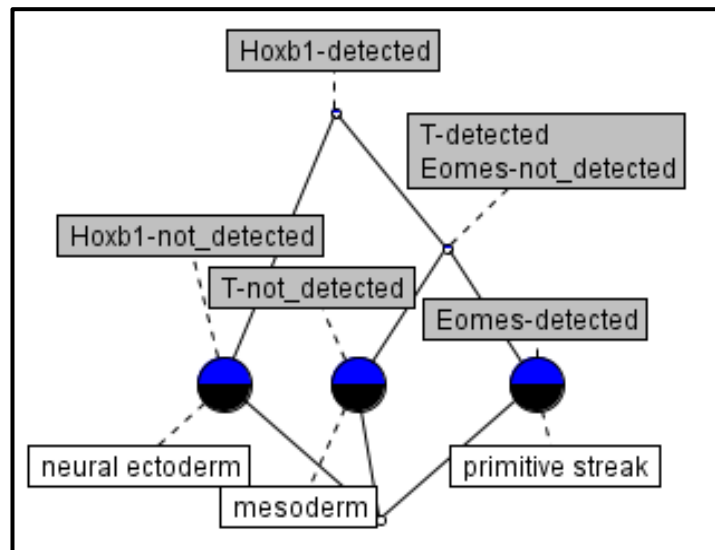 Hoxb1-detected
T-detected
Eomes-not_detected
Hoxb1-not_detected
T-not_detected
Eomes-detected
neural ectoderm
mesoderm
primitive streak